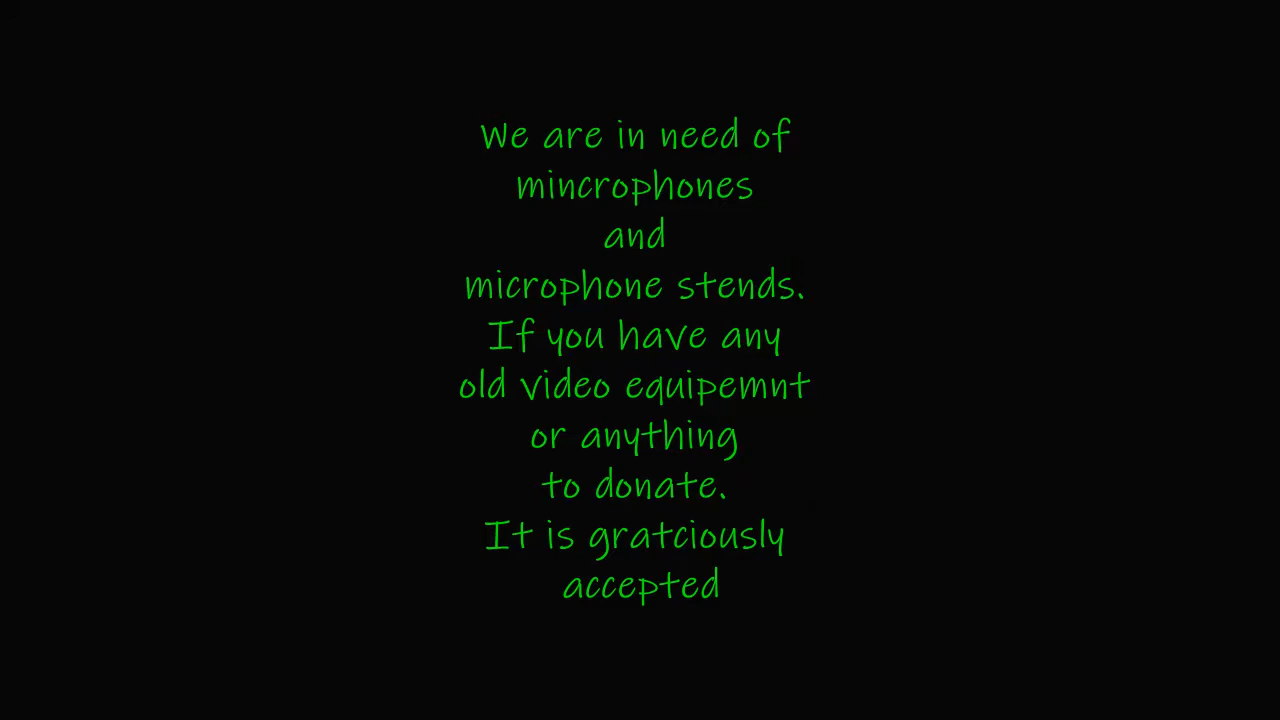 We are in need of
mincrophones
and
microphone stends.
If you have any
old video equipemnt
or anything
to donate.
It is gratciously
accepted